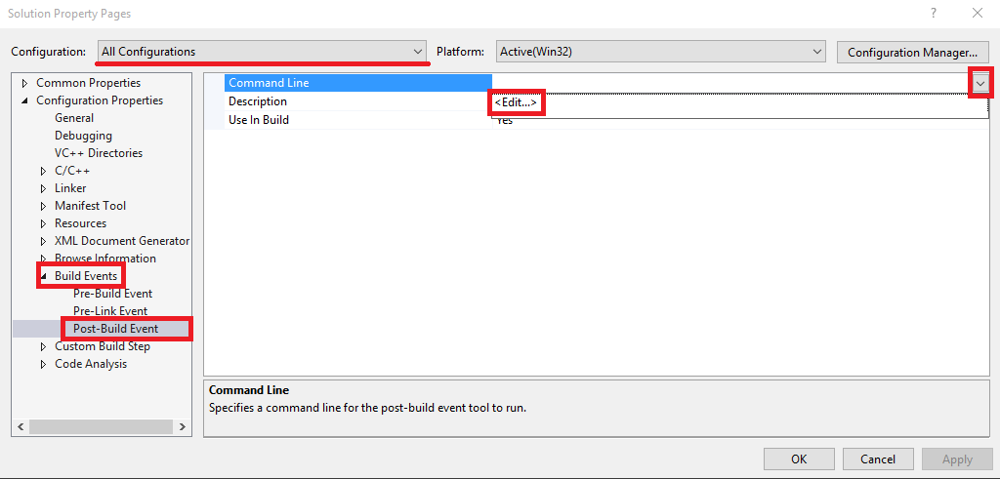 Solution Property Pages
?
Configuration: All Configurations Platform: Active(Win32) Configuration Manager...
Common Properties
Configuration Properties
General
Debugging
VC++ Directories
C/C++
Linker
Manifest Tool
Resources
XML Document Generator
Browse Information
Build Events
Pre-Build Event
Pre-Link Event
Post-Build Event
Custom Build Step
Code Analysis
Command Line
Description <Edit...>
Use In Build Yes
Command Line
Specifies a command line for the post-build event tool to run.
OK Cancel Apply